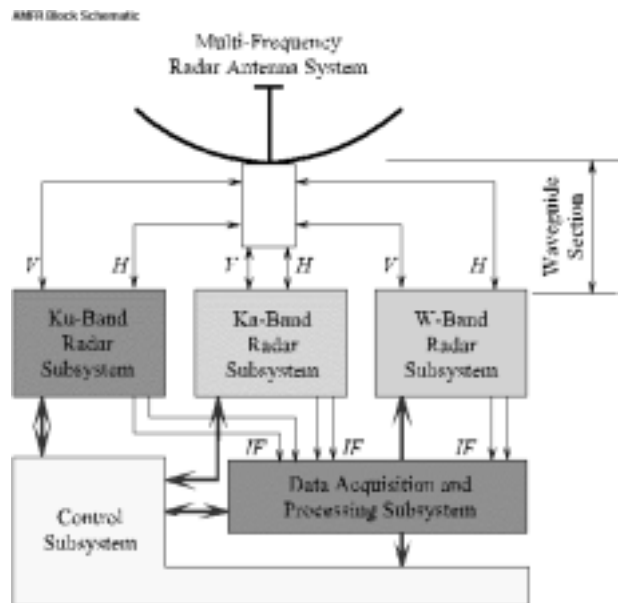 AMFR Block Schematic
Multi-Frequency
Radar Antenna System
Waveguide
Section
V
H
V
H
V
H
Ku-Band
Radar
Subsystem
Ka-Band
Radar
Subsystem
W-Band
Radar
Subsystem
IF
IF
IF
Data Acquisition and
Processing Subsystem
Control
Subsystem